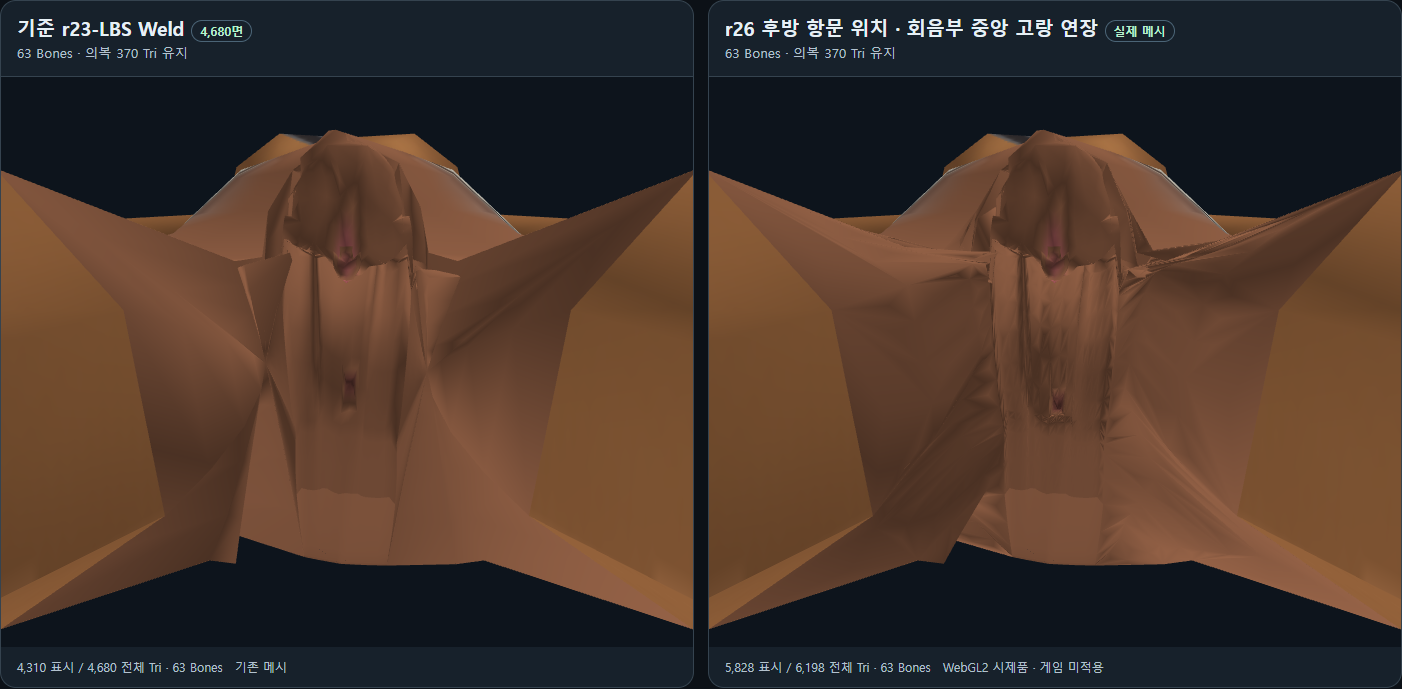 기준 r23-LBS Weld 4,680면
63 Bones · 의복 370 Tri 유지
r26 후방 항문 위치 · 회음부 중앙 고랑 연장 실제 메시
63 Bones · 의복 370 Tri 유지
4,310 표시 / 4,680 전체 Tri · 63 Bones 기존 메시
5,828 표시 / 6,198 전체 Tri · 63 Bones WebGL2 시제품 · 게임 미적용